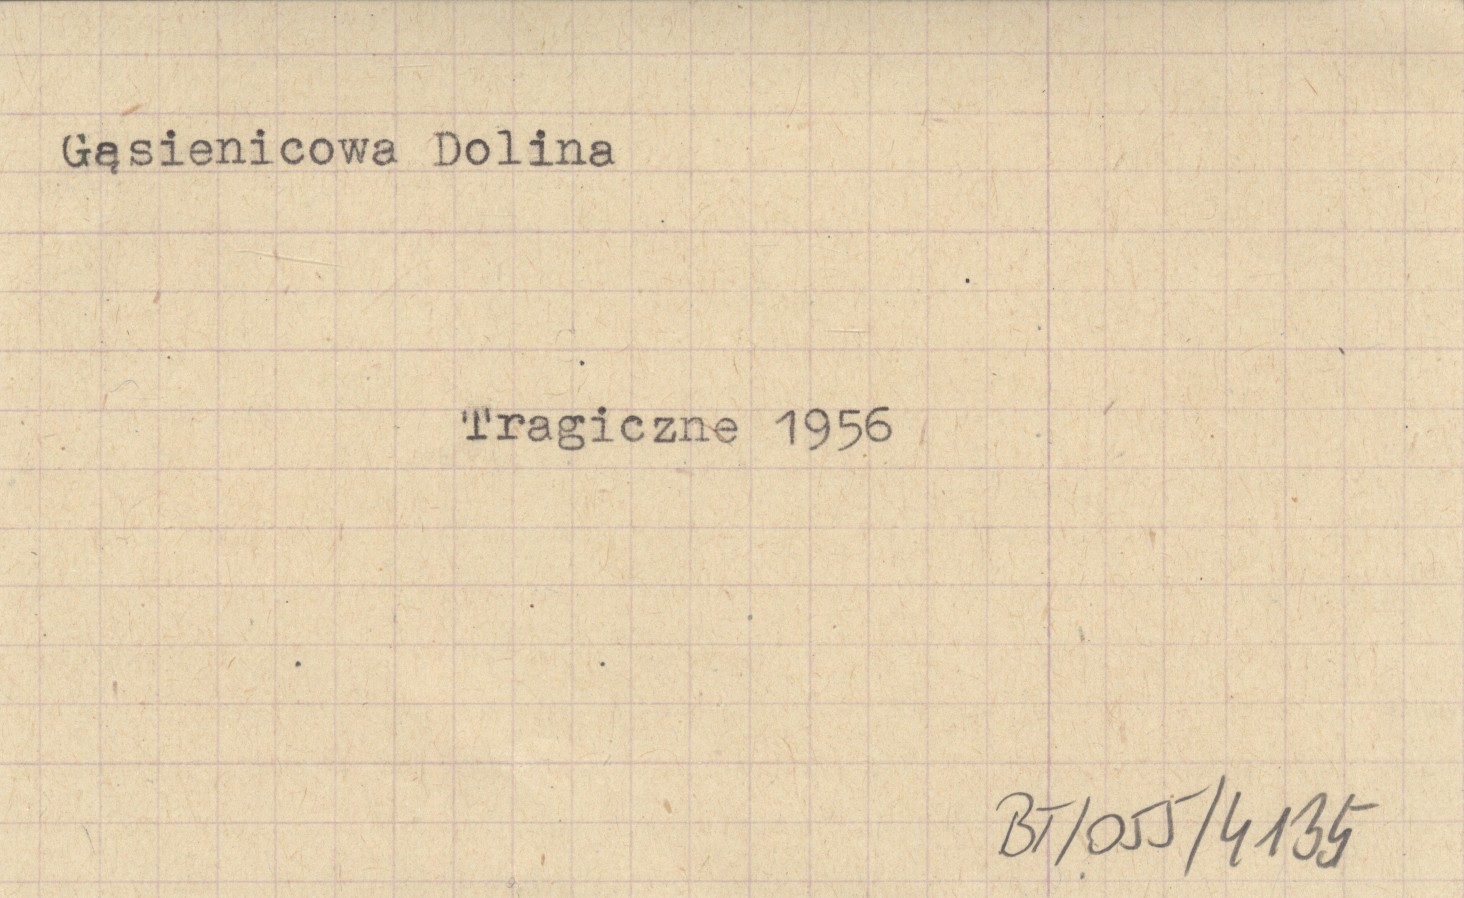 Gąsienicowa Dolina
Tragiczne 1956
BT/055/4135